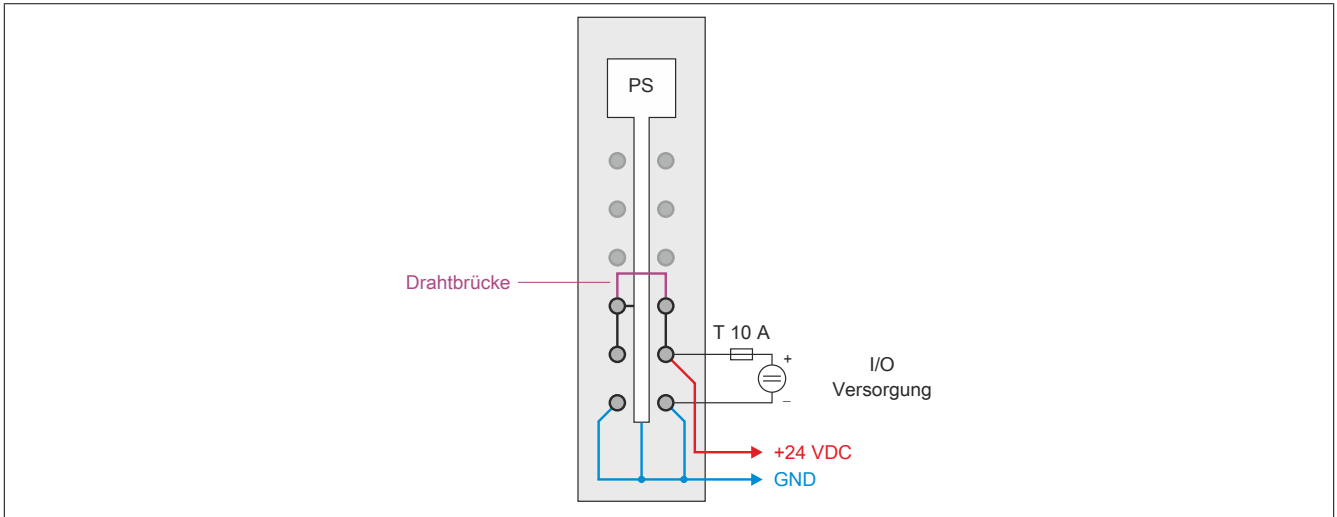 PS
Drahtbrücke
T 10 A
+
I/O
Versorgung
–
+24 VDC
GND